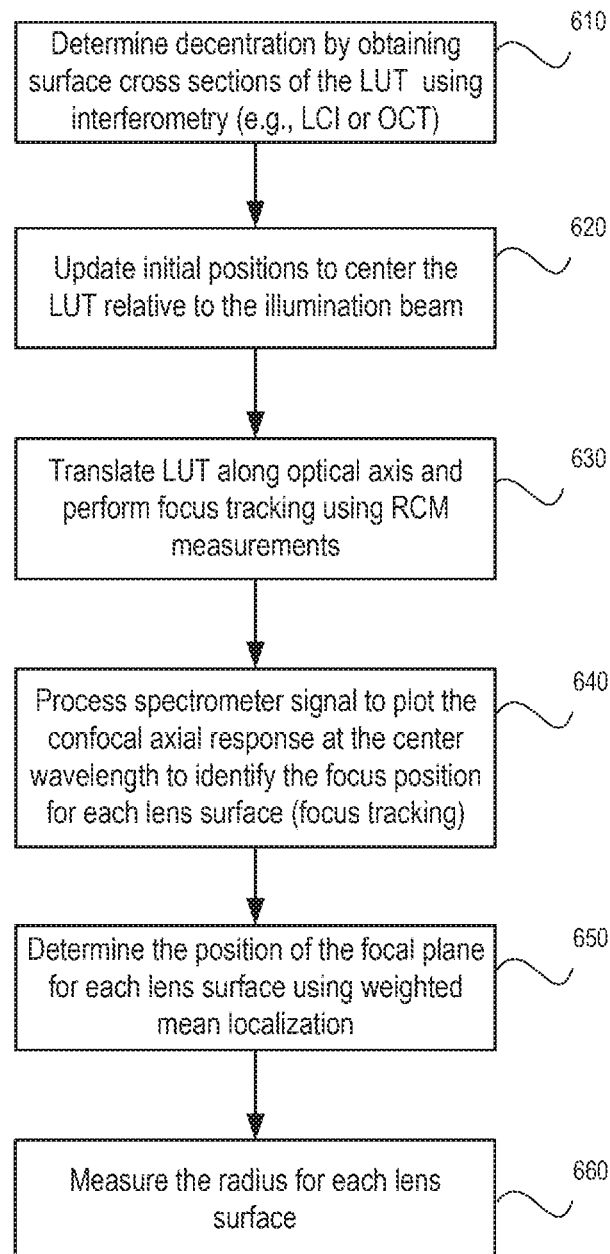 610
Determine decentration by obtaining
surface cross sections of the LUT using
interferometry (e.g., LCI or OCT)
620
Update initial positions to center the
LUT relative to the illumination beam
630
Translate LUT along optical axis and
perform focus tracking using RCM
measurements
640
Process spectrometer signal to plot the
confocal axial response at the center
wavelength to identify the focus position
for each lens surface (focus tracking)
650
Determine the position of the focal plane
for each lens surface using weighted
mean localization
660
Measure the radius for each lens
surface